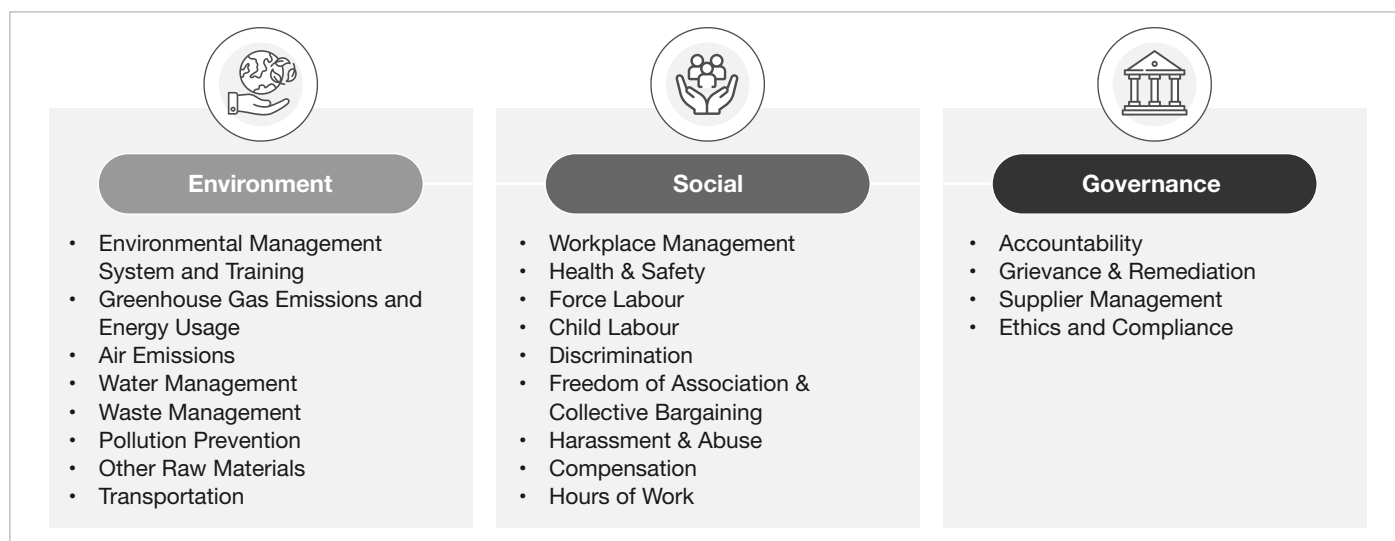 Environment
• Environmental Management
System and Training
• Greenhouse Gas Emissions and
Energy Usage
• Air Emissions
• Water Management
• Waste Management
• Pollution Prevention
• Other Raw Materials
• Transportation
Social
• Workplace Management
• Health & Safety
• Force Labour
• Child Labour
• Discrimination
• Freedom of Association &
Collective Bargaining
• Harassment & Abuse
• Compensation
• Hours of Work
Governance
• Accountability
• Grievance & Remediation
• Supplier Management
• Ethics and Compliance